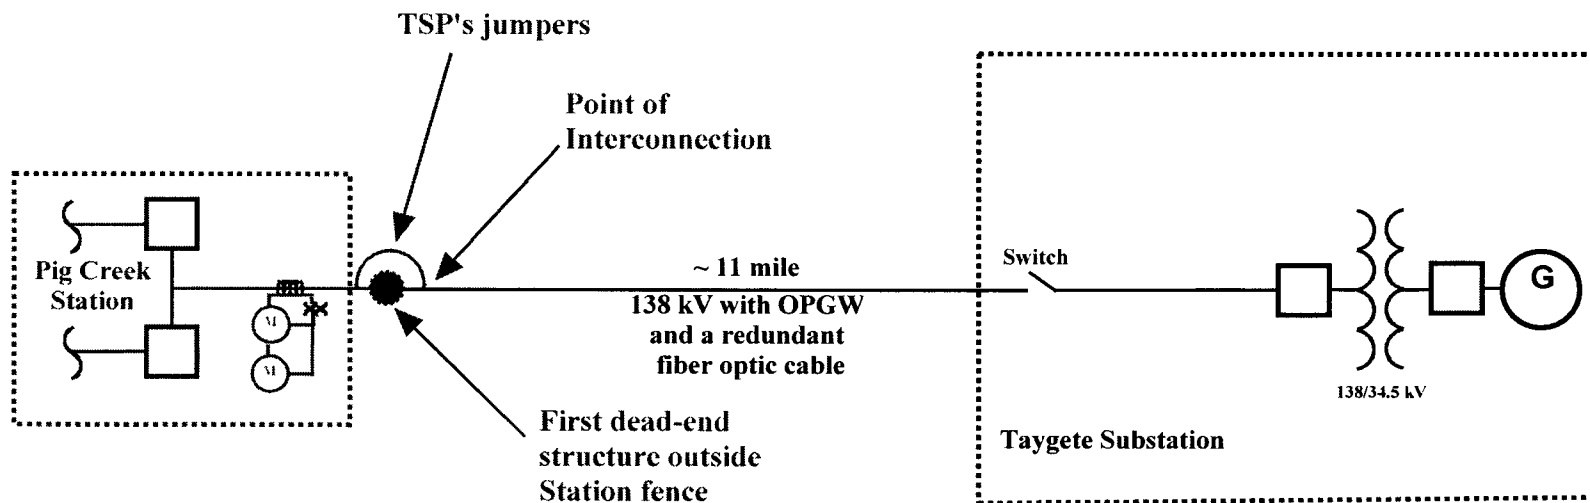 TSP's jumpers
Point of
Interconnection
Pig Creek
Station
M
M
~ 11 mile
138 kV with OPGW
and a redundant
fiber optic cable
First dead-end
structure outside
Station fence
Switch
G
138/34.5 kV
Taygete Substation